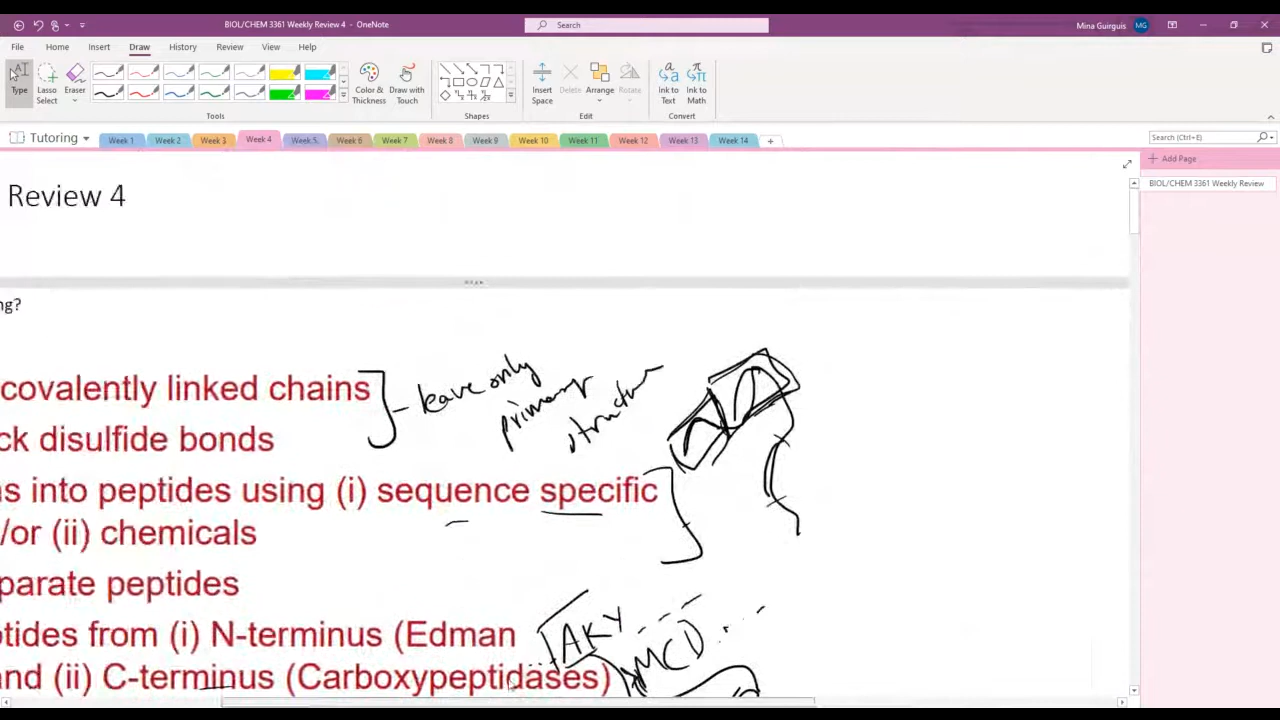 BIOL/CHEM 3361 Weekly Review 4 - OneNote
Search
Mina Guirguis
MG
File
Home
Insert
Draw
History
Review
View
Help
Type
Lasso
Select
Eraser
Color &
Thickness
Draw with
Touch
Insert
Space
Delete
Arrange
Rotate
Ink to
Text
Ink to
Math
Tools
Shapes
Edit
Convert
Tutoring
Week 1
Week 2
Week 3
Week 4
Week 5
Week 6
Week 7
Week 8
Week 9
Week 10
Week 11
Week 12
Week 13
Week 14
Search (Ctrl+E)
Add Page
BIOL/CHEM 3361 Weekly Review
Review 4
ng?
covalently linked chains
leave only
primary
structure
ck disulfide bonds
ns into peptides using (i) sequence specific
/or (ii) chemicals
parate peptides
otides from (i) N-terminus (Edman
AKY
MCD
and (ii) C-terminus (Carboxypeptidases)